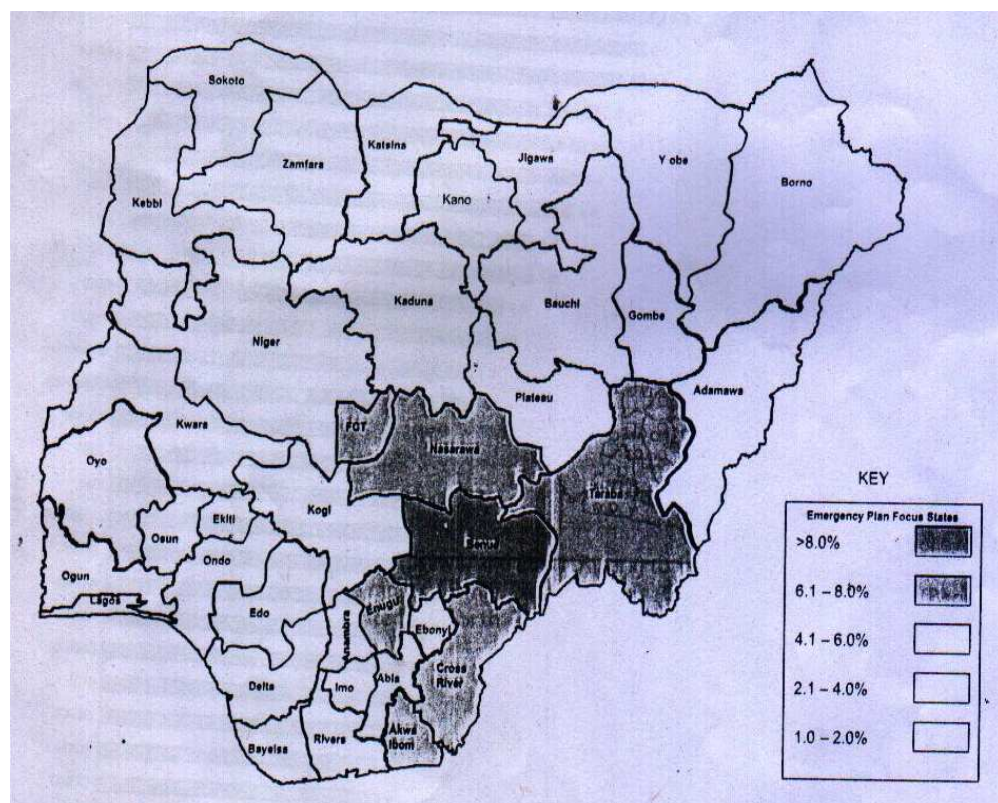 Sokoto
Katsina
Zamfara
Jigawa
Y obe
Kebbi
Kano
Borno
Kaduna
Bauchi
Gombe
Niger
Plateau
Adamawa
FCT
Kwara
Nasarawa
Oyo
Taraba
Kogi
Ekiti
Osun
Benue
Ondo
Ogun
Lagos
Edo
Enugu
Anambra
Ebonyi
Cross
River
Delta
Imo
Abia
Akwa
Ibom
Bayelsa
Rivers
KEY
Emergency Plan Focus States
>8.0%
6.1 – 8.0%
4.1 – 6.0%
2.1 – 4.0%
1.0 – 2.0%